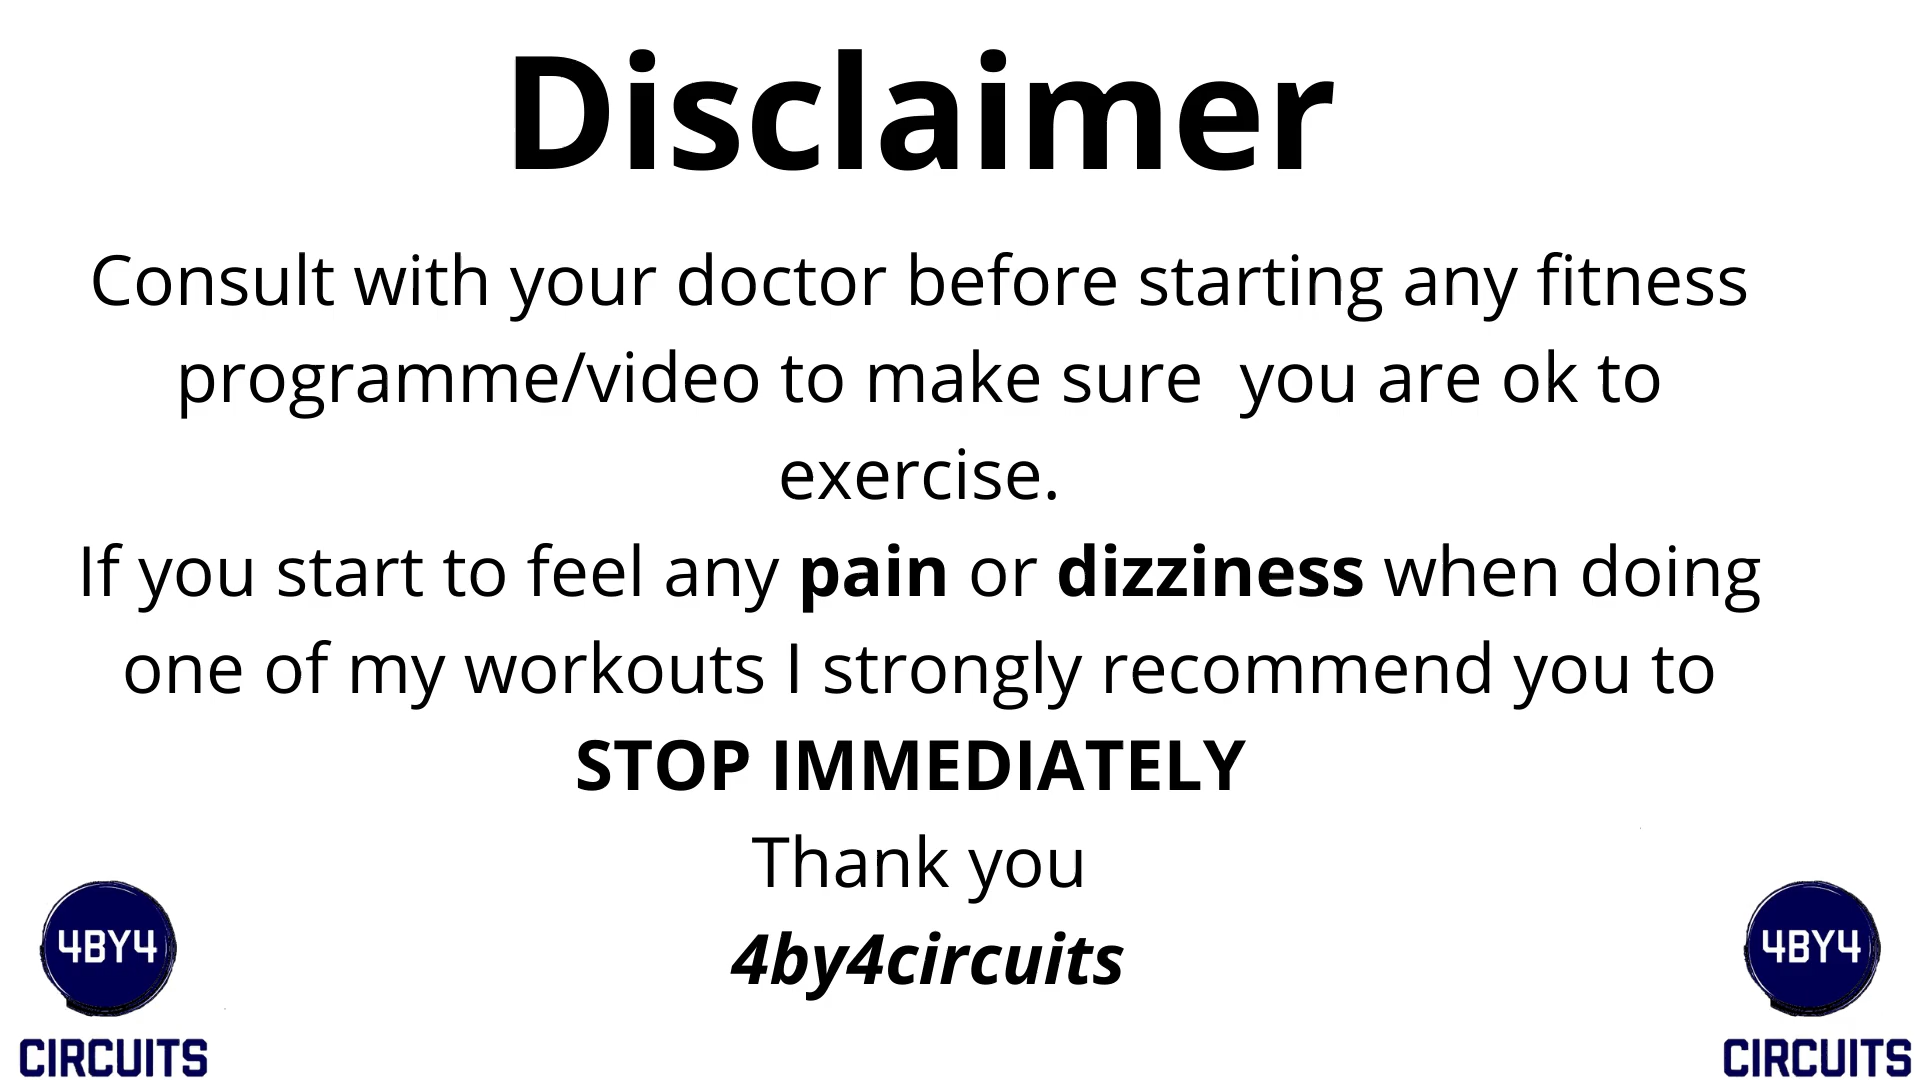 Disclaimer
Consult with your doctor before starting any fitness
programme/video to make sure  you are ok to
exercise.
If you start to feel any pain or dizziness when doing
one of my workouts I strongly recommend you to
STOP IMMEDIATELY
Thank you
4by4circuits
4BY4
CIRCUITS
4BY4
CIRCUITS